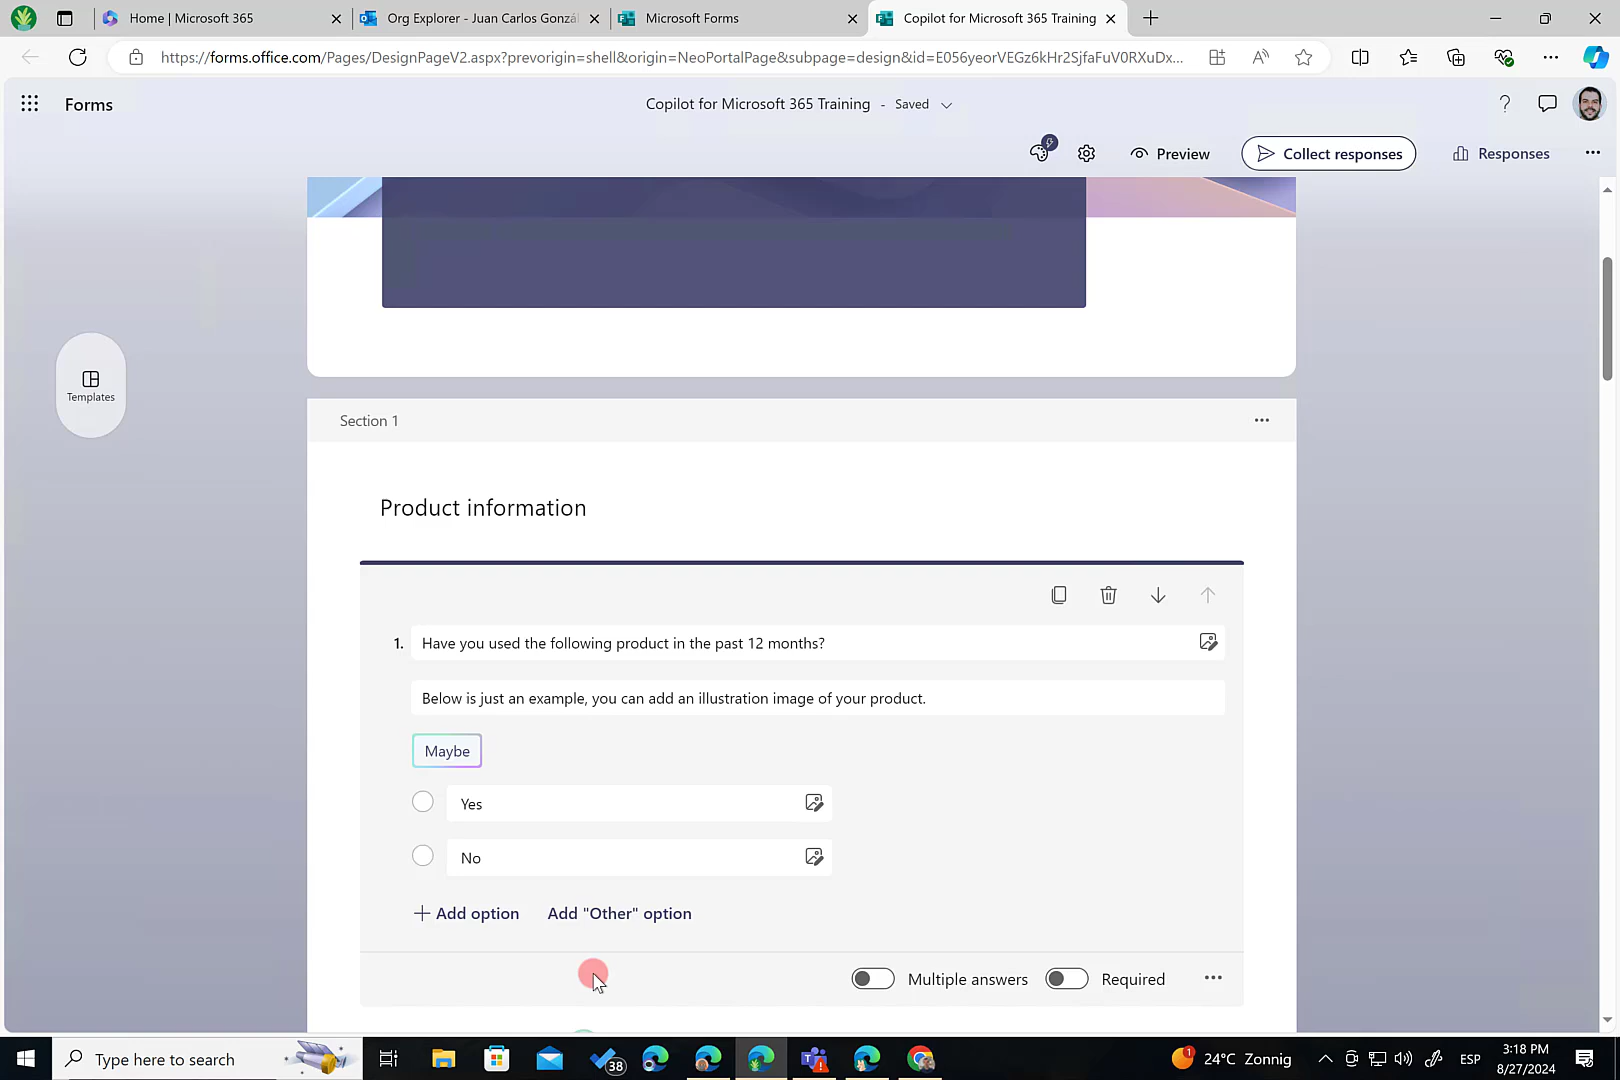 Home | Microsoft 365
Org Explorer - Juan Carlos Gonzál
Microsoft Forms
Copilot for Microsoft 365 Training
https://forms.office.com/Pages/DesignPageV2.aspx?prevorigin=shell&origin=NeoPortalPage&subpage=design&id=E056yeorVEGz6kHr2SjfaFuV0RXuDx...
Forms
Copilot for Microsoft 365 Training - Saved
Preview
Collect responses
Responses
Templates
Section 1
Product information
1. Have you used the following product in the past 12 months?
Below is just an example, you can add an illustration image of your product.
Maybe
Yes
No
Add option
Add "Other" option
Multiple answers
Required
Type here to search
38
1
24°C Zonnig
ESP
3:18 PM
8/27/2024